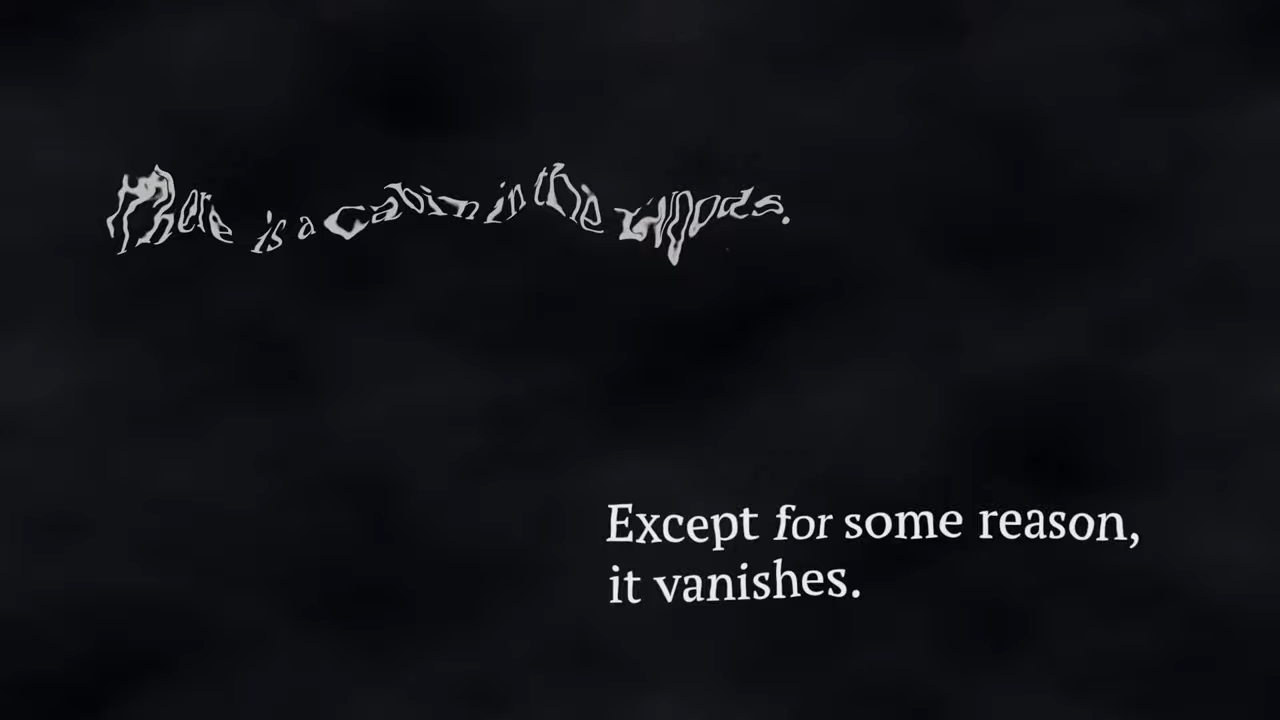 There is a cabin in the woods.
Except for some reason,
it vanishes.